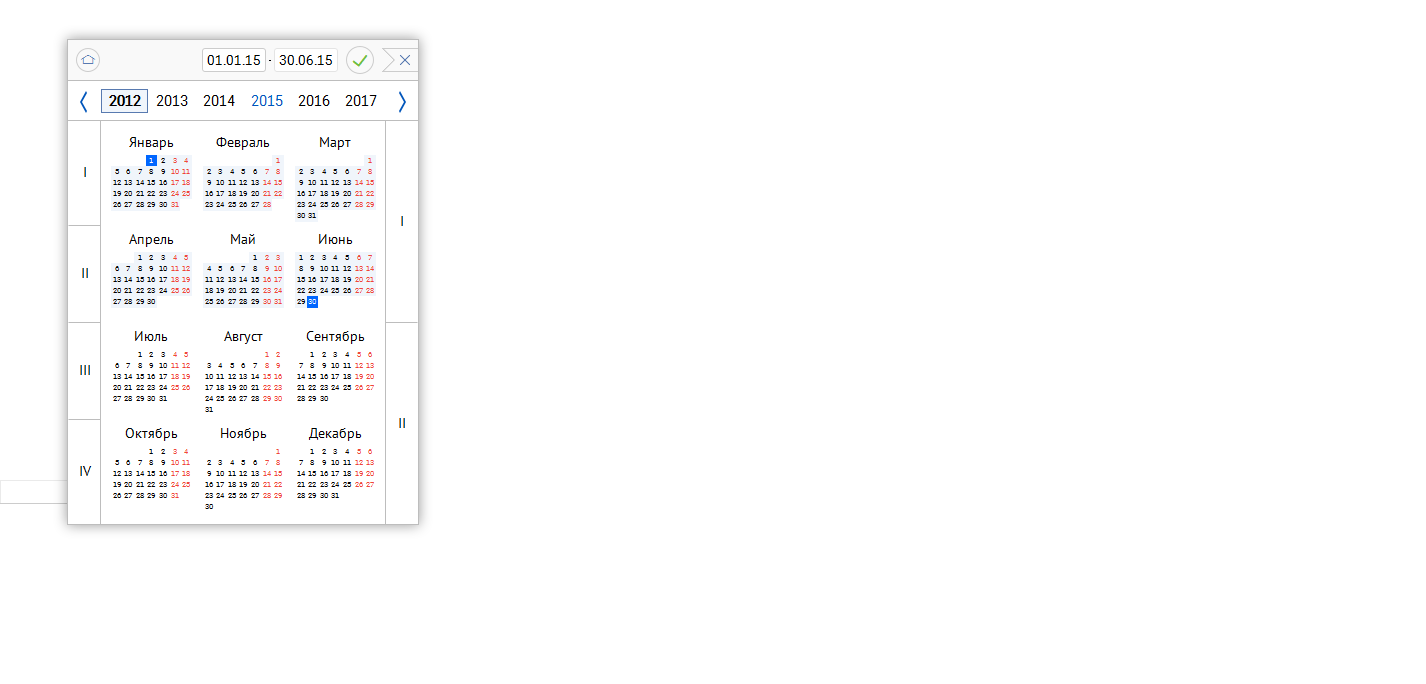 01.01.15 - 30.06.15
2012 2013 2014 2015 2016 2017
I
Январь
1 2 3 4
5 6 7 8 9 10 11
12 13 14 15 16 17 18
19 20 21 22 23 24 25
26 27 28 29 30 31
Февраль
1
2 3 4 5 6 7 8
9 10 11 12 13 14 15
16 17 18 19 20 21 22
23 24 25 26 27 28
Март
1
2 3 4 5 6 7 8
9 10 11 12 13 14 15
16 17 18 19 20 21 22
23 24 25 26 27 28 29
30 31
I
II
Апрель
1 2 3 4 5
6 7 8 9 10 11 12
13 14 15 16 17 18 19
20 21 22 23 24 25 26
27 28 29 30
Май
1 2 3
4 5 6 7 8 9 10
11 12 13 14 15 16 17
18 19 20 21 22 23 24
25 26 27 28 29 30 31
Июнь
1 2 3 4 5 6 7
8 9 10 11 12 13 14
15 16 17 18 19 20 21
22 23 24 25 26 27 28
29 30
III
Июль
1 2 3 4 5
6 7 8 9 10 11 12
13 14 15 16 17 18 19
20 21 22 23 24 25 26
27 28 29 30 31
Август
1 2
3 4 5 6 7 8 9
10 11 12 13 14 15 16
17 18 19 20 21 22 23
24 25 26 27 28 29 30
31
Сентябрь
1 2 3 4 5 6
7 8 9 10 11 12 13
14 15 16 17 18 19 20
21 22 23 24 25 26 27
28 29 30
II
IV
Октябрь
1 2 3 4
5 6 7 8 9 10 11
12 13 14 15 16 17 18
19 20 21 22 23 24 25
26 27 28 29 30 31
Ноябрь
1
2 3 4 5 6 7 8
9 10 11 12 13 14 15
16 17 18 19 20 21 22
23 24 25 26 27 28 29
30
Декабрь
1 2 3 4 5 6
7 8 9 10 11 12 13
14 15 16 17 18 19 20
21 22 23 24 25 26 27
28 29 30 31